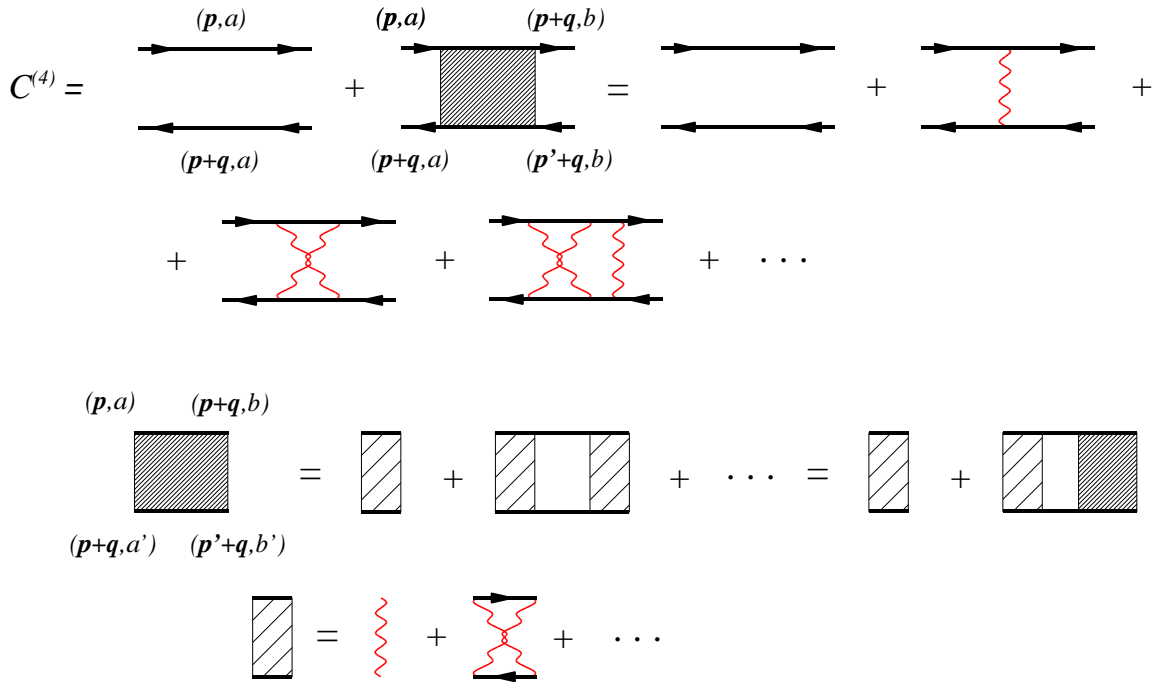 (p,a) (p,a) (p+q,b)
C^(4) = + = + +
(p+q,a) (p+q,a) (p'+q,b)
+ + + · · ·
(p,a) (p+q,b)
= + + · · · = +
(p+q,a') (p'+q,b')
= + + · · ·